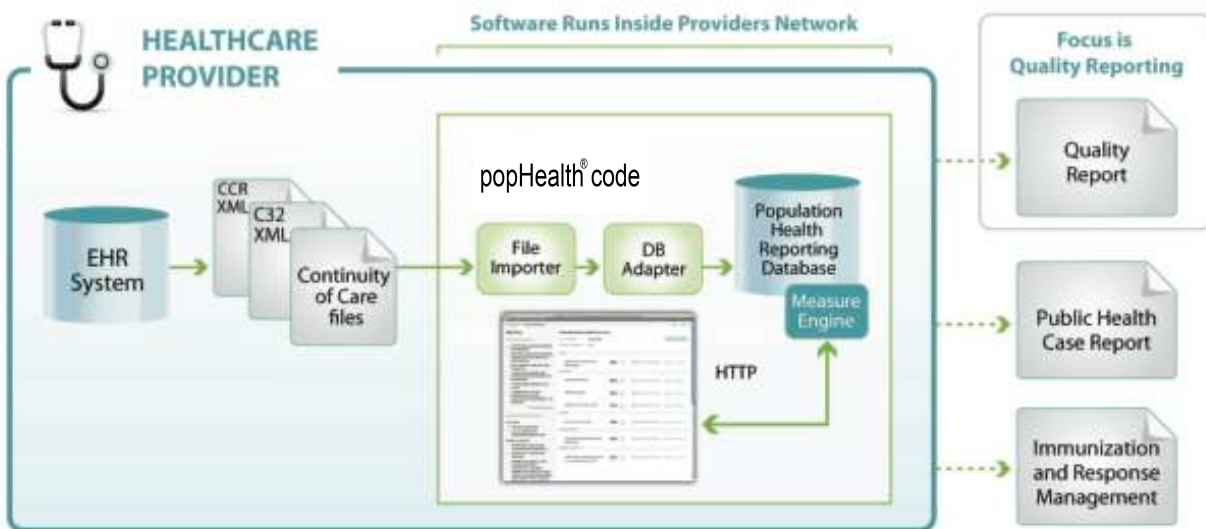 Software Runs Inside Providers Network
HEALTHCARE
PROVIDER
Focus is
Quality Reporting
Quality
Report
popHealth® code
CCR
XML
C32
XML
Continuity
of Care
files
EHR
System
File
Importer
DB
Adapter
Population
Health
Reporting
Database
Measure
Engine
HTTP
Public Health
Case Report
Immunization
and Response
Management